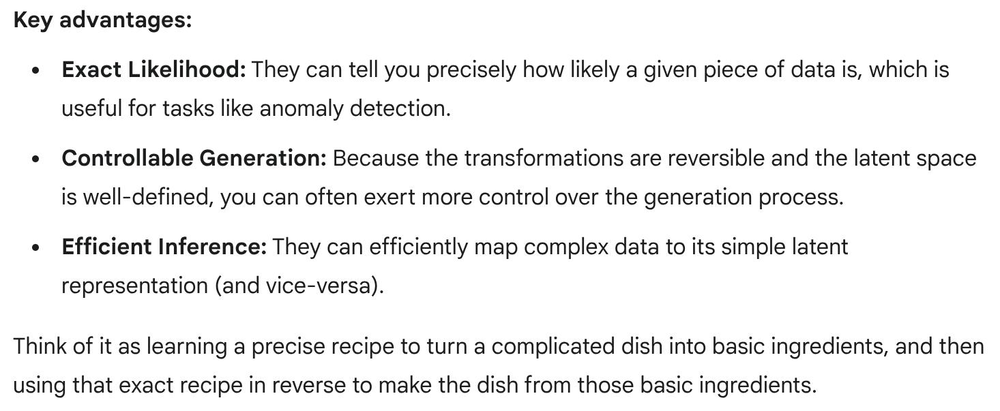 Key advantages:
• Exact Likelihood: They can tell you precisely how likely a given piece of data is, which is
useful for tasks like anomaly detection.
• Controllable Generation: Because the transformations are reversible and the latent space
is well-defined, you can often exert more control over the generation process.
• Efficient Inference: They can efficiently map complex data to its simple latent
representation (and vice-versa).
Think of it as learning a precise recipe to turn a complicated dish into basic ingredients, and then
using that exact recipe in reverse to make the dish from those basic ingredients.